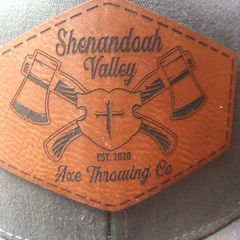 Shenandoah
Valley
EST. 2020
Axe Throwing Co